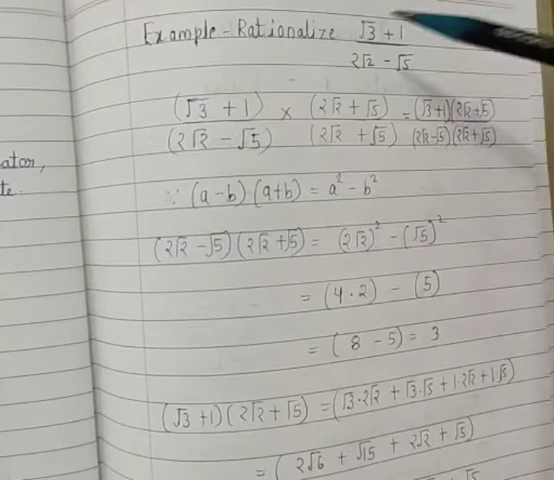 Example - Rationalize (√3 + 1)/(2√2 - √5)
(√3 + 1)/(2√2 - √5) × (2√2 + √5)/(2√2 + √5) = (√3+1)(2√2+√5)/(2√2-√5)(2√2+√5)
aton,
te.
∵ (a-b)(a+b) = a² - b²
(2√2 - √5)(2√2 + √5) = (2√2)² - (√5)²
= (4 · 2) - (5)
= (8 - 5) = 3
(√3 + 1)(2√2 + √5) = (√3·2√2 + √3·√5 + 1·2√2 + 1·√5)
= (2√6 + √15 + 2√2 + √5)